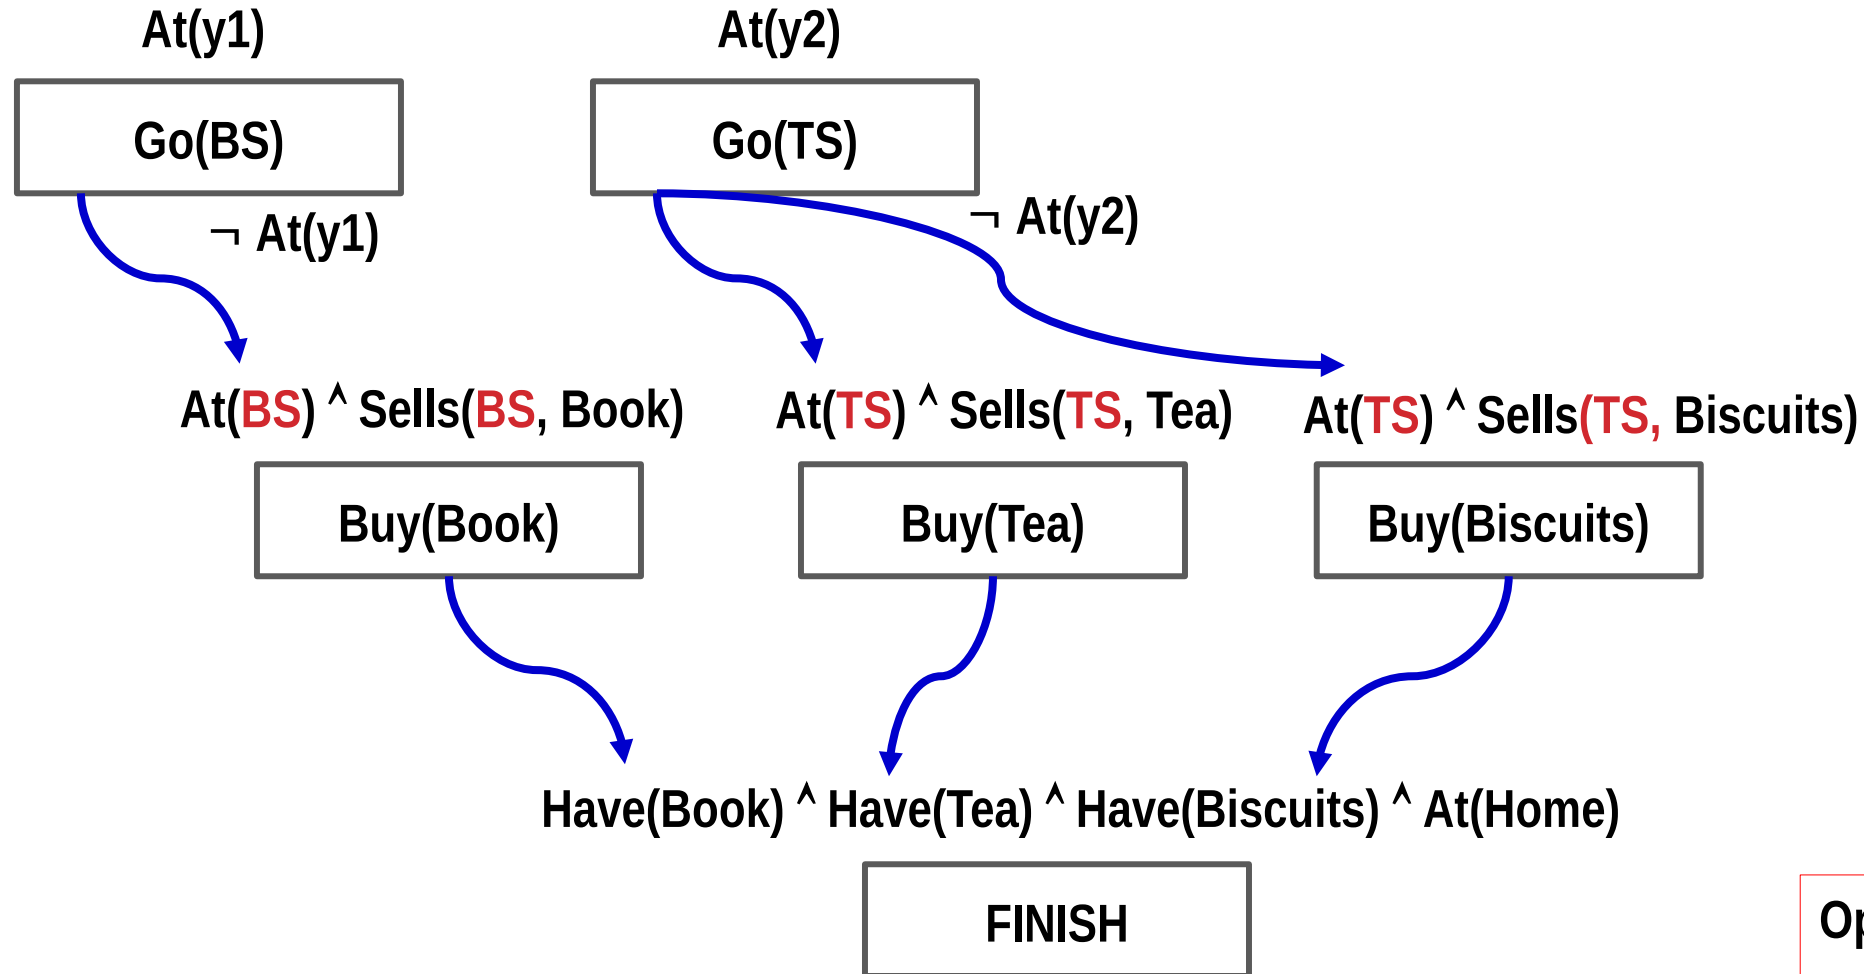 At(y1)
At(y2)
Go(BS)
Go(TS)
¬ At(y1)
¬ At(y2)
At(BS) ^ Sells(BS, Book)
At(TS) ^ Sells(TS, Tea)
At(TS) ^ Sells(TS, Biscuits)
Buy(Book)
Buy(Tea)
Buy(Biscuits)
Have(Book) ^ Have(Tea) ^ Have(Biscuits) ^ At(Home)
FINISH